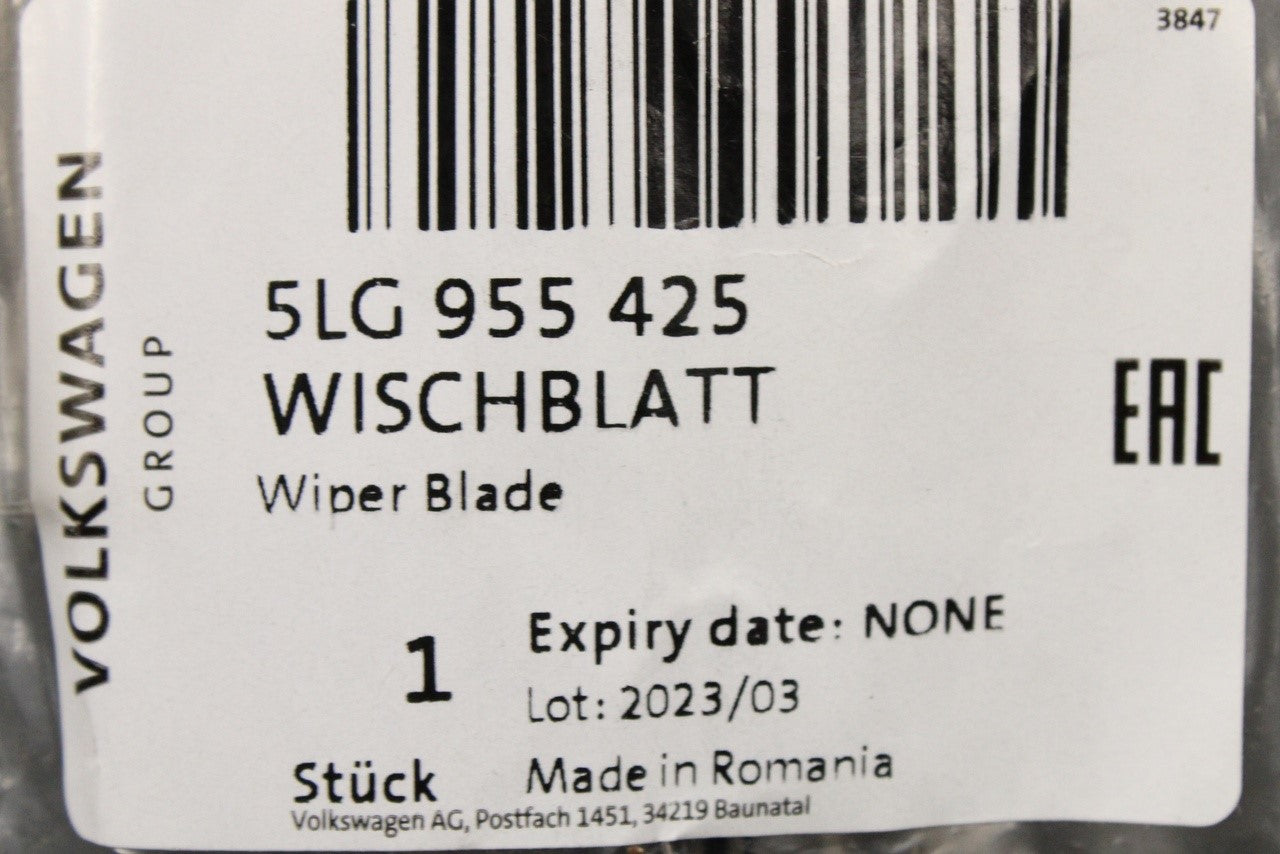 3847
VOLKSWAGEN
GROUP
5LG 955 425
WISCHBLATT
Wiper Blade
EAC
1
Stück
Expiry date: NONE
Lot: 2023/03
Made in Romania
Volkswagen AG, Postfach 1451, 34219 Baunatal